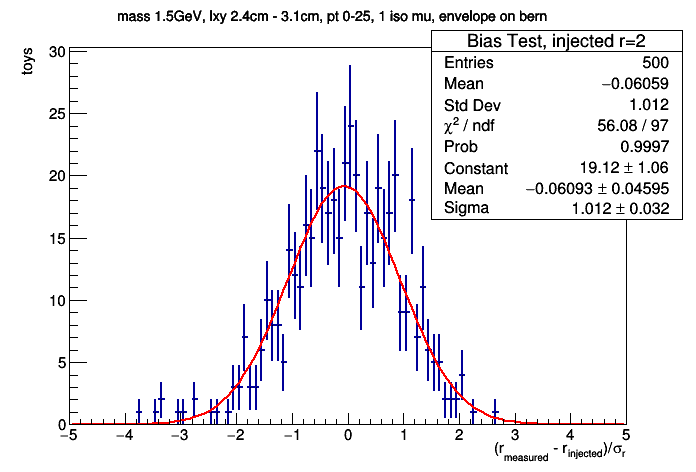 mass 1.5GeV, lxy 2.4cm - 3.1cm, pt 0-25, 1 iso mu, envelope on bern
Bias Test, injected r=2
Entries 500
Mean −0.06059
Std Dev 1.012
χ² / ndf 56.08 / 97
Prob 0.9997
Constant 19.12 ± 1.06
Mean −0.06093 ± 0.04595
Sigma 1.012 ± 0.032
toys
30
25
20
15
10
5
0
−5 −4 −3 −2 −1 0 1 2 3 4 5
(r_measured - r_injected)/σ_r